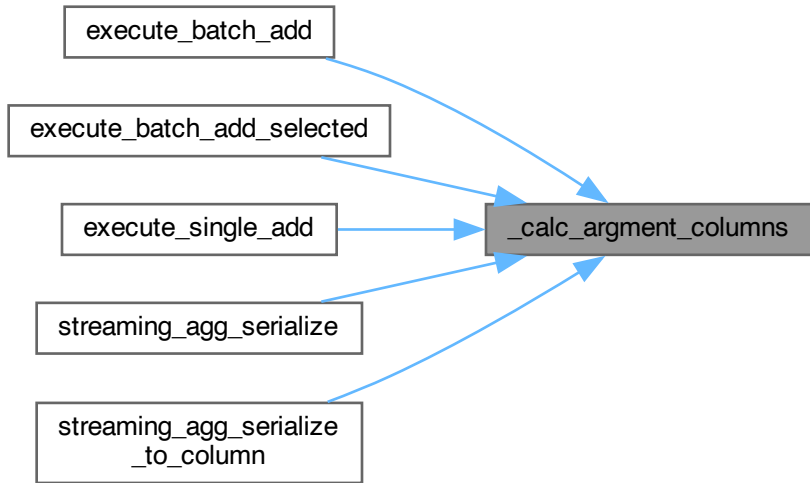 execute_batch_add
execute_batch_add_selected
execute_single_add
_calc_argment_columns
streaming_agg_serialize
streaming_agg_serialize
_to_column